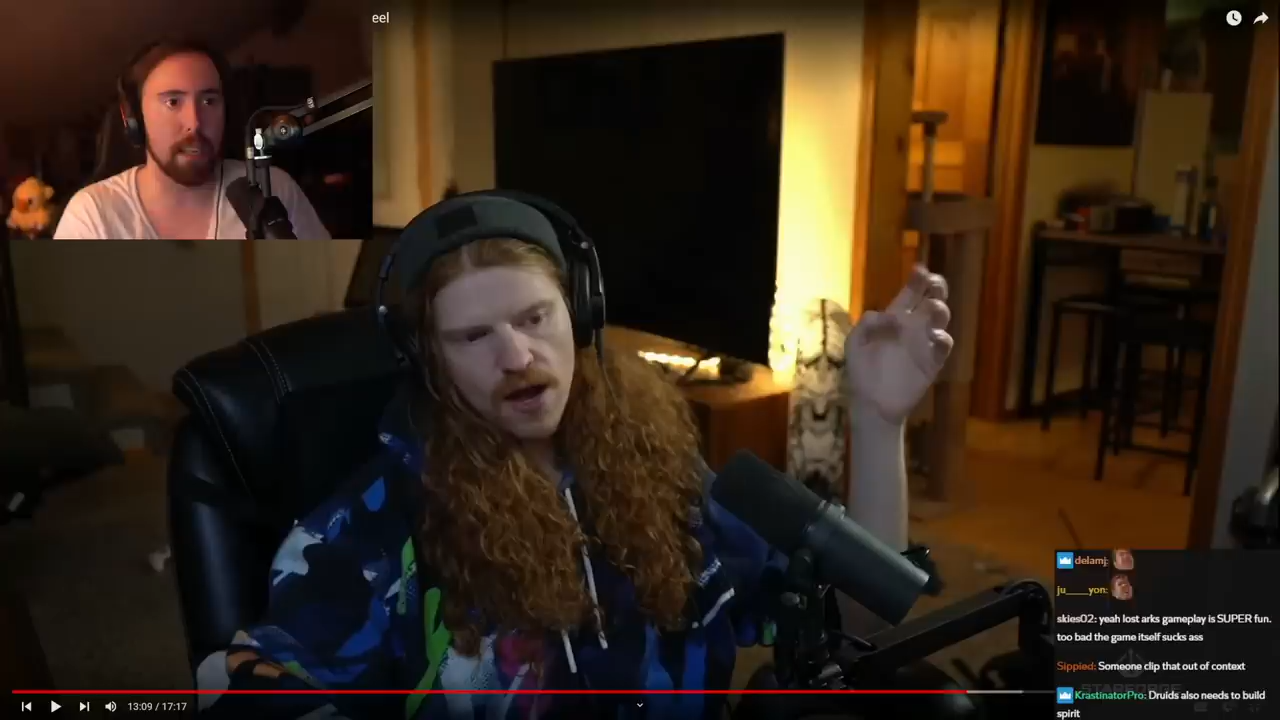 eel
delamj:
ju____yon:
skies02: yeah lost arks gameplay is SUPER fun.
too bad the game itself sucks ass
Sippied: Someone clip that out of context
KrastinatorPro: Druids also needs to build
spirit
13:09 / 17:17